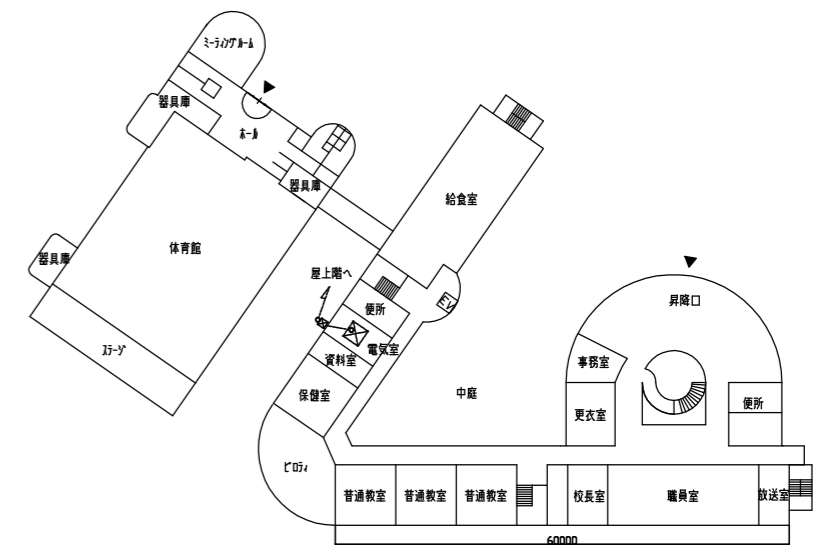 ミーティングルーム
器具庫
ホール
器具庫
給食室
体育館
器具庫
屋上階へ
EV
昇降口
便所
電気室
事務室
ステージ
資料室
保健室
中庭
更衣室
便所
ピロティ
普通教室
普通教室
普通教室
校長室
職員室
放送室
60000